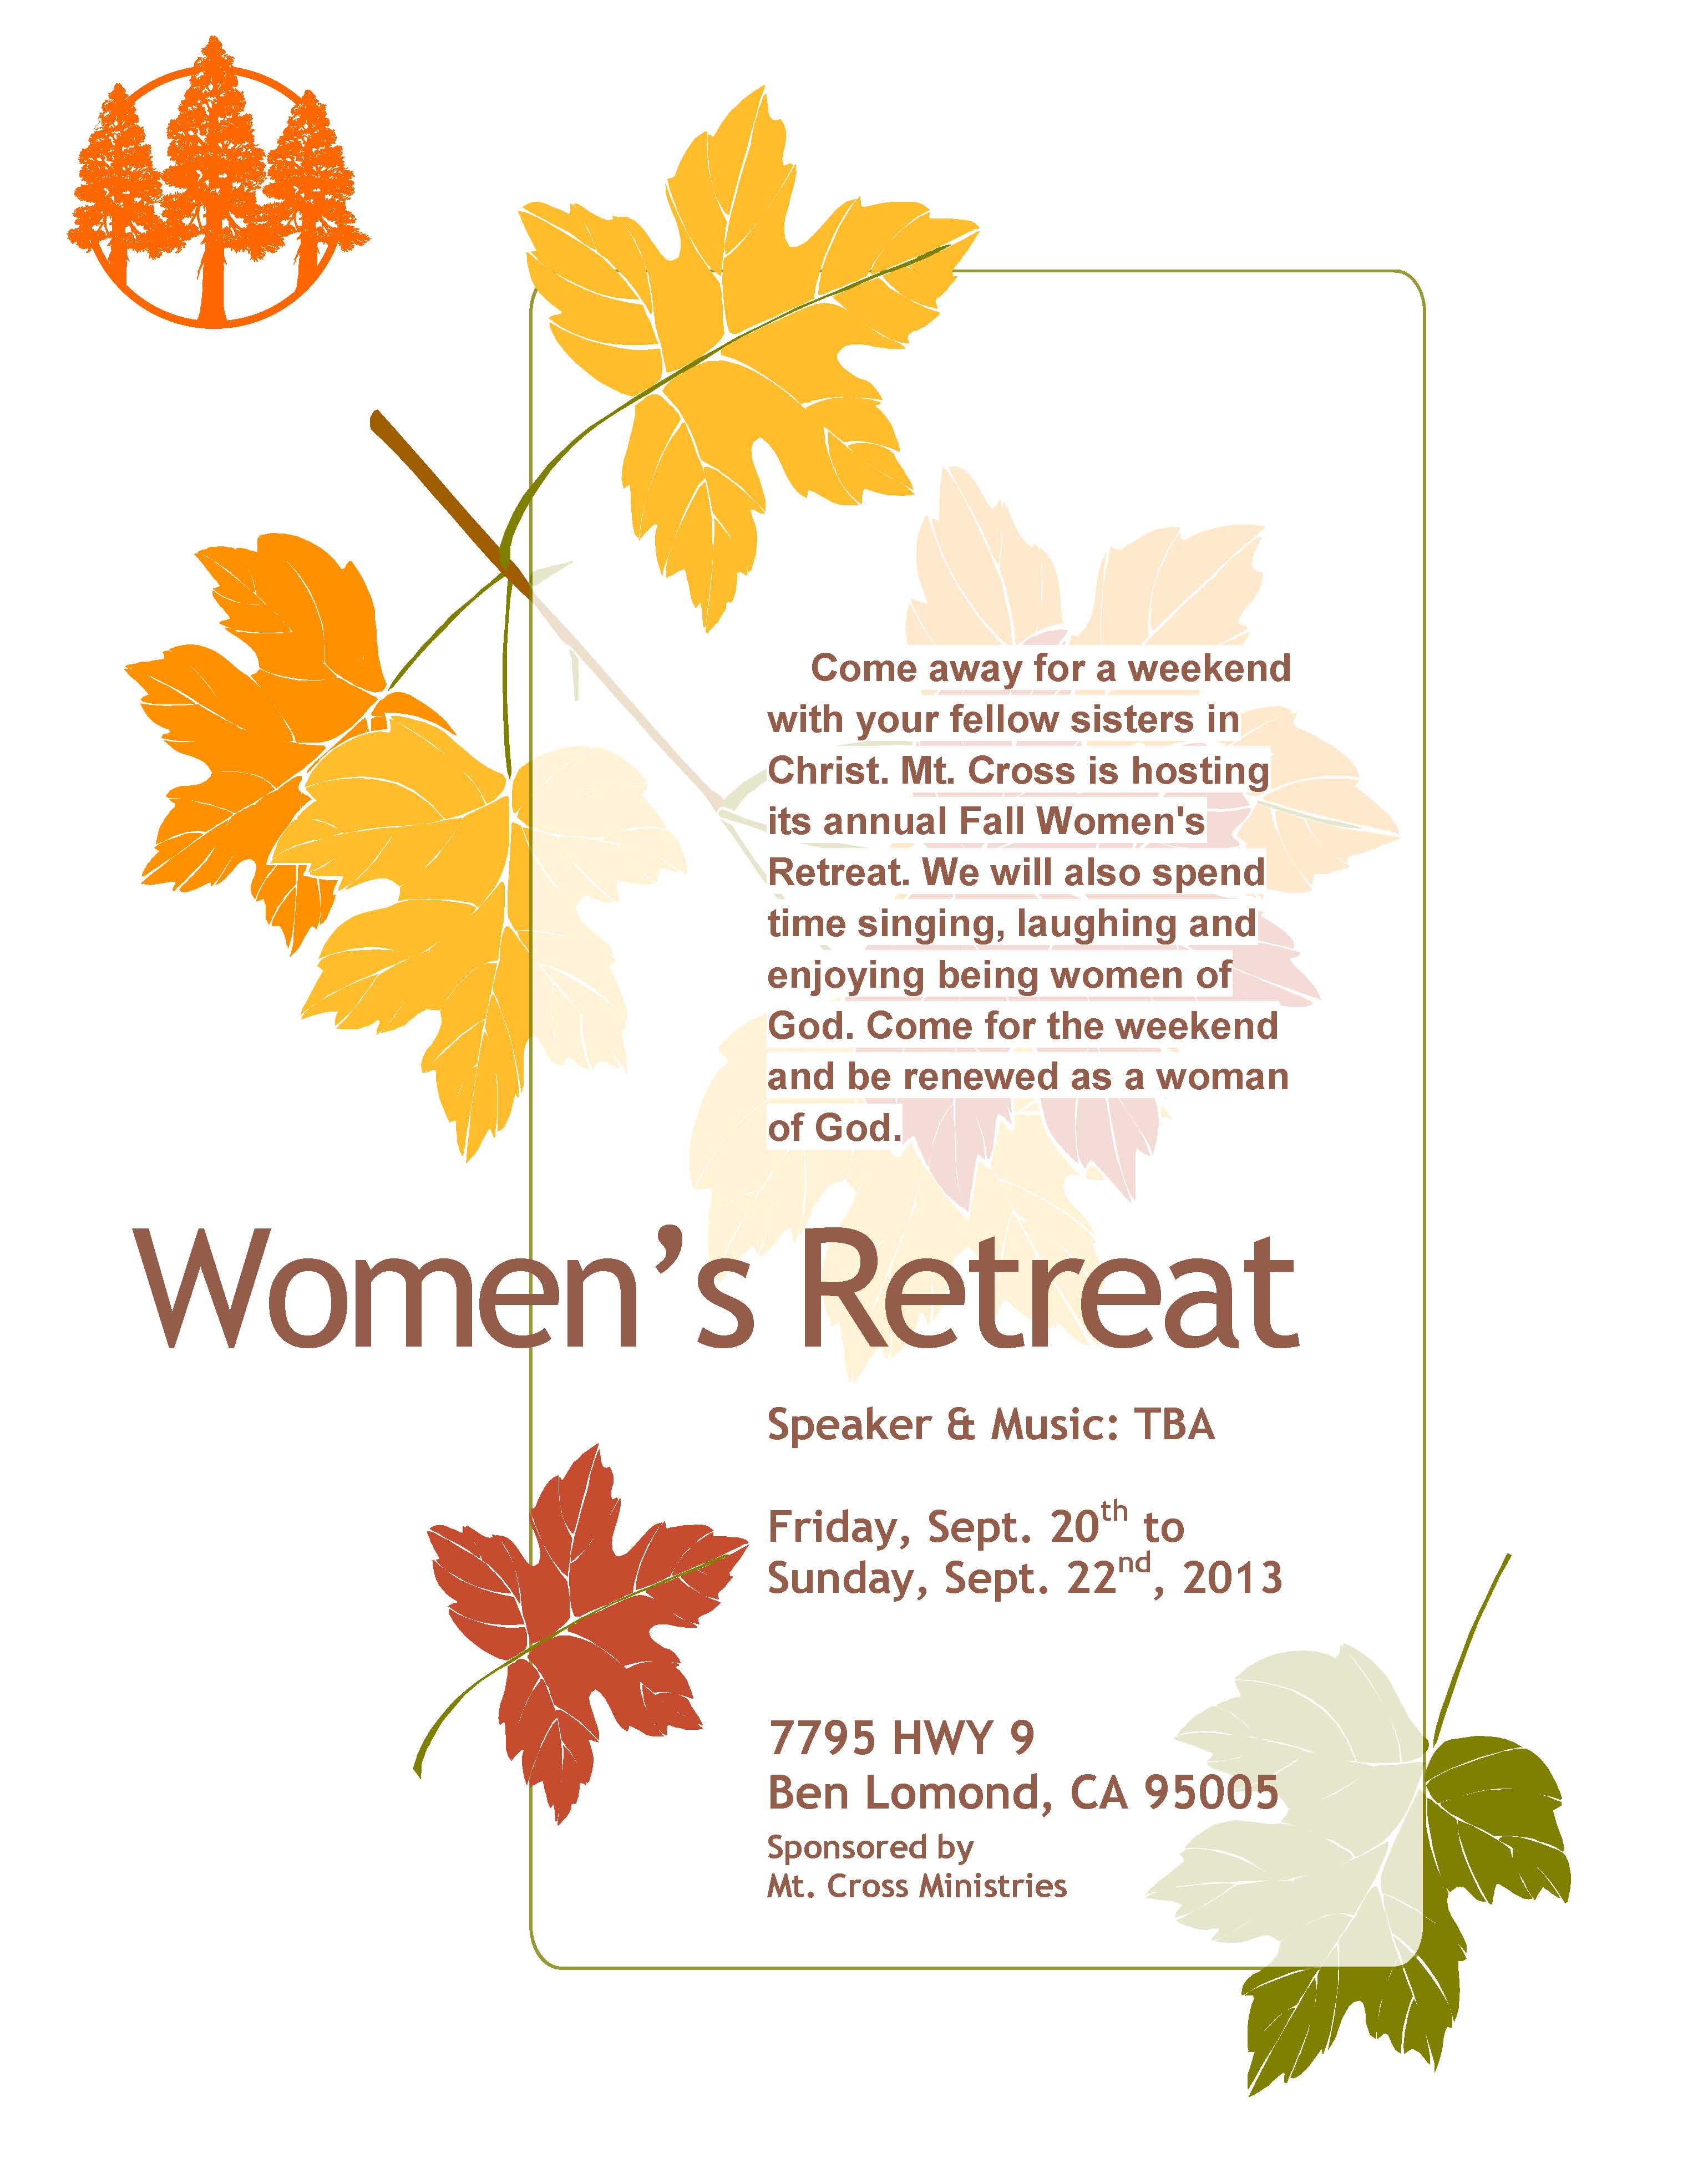 Come away for a weekend
with your fellow sisters in
Christ. Mt. Cross is hosting
its annual Fall Women's
Retreat. We will also spend
time singing, laughing and
enjoying being women of
God. Come for the weekend
and be renewed as a woman
of God.
Women’s Retreat
Speaker & Music: TBA
Friday, Sept. 20th to
Sunday, Sept. 22nd, 2013
7795 HWY 9
Ben Lomond, CA 95005
Sponsored by
Mt. Cross Ministries